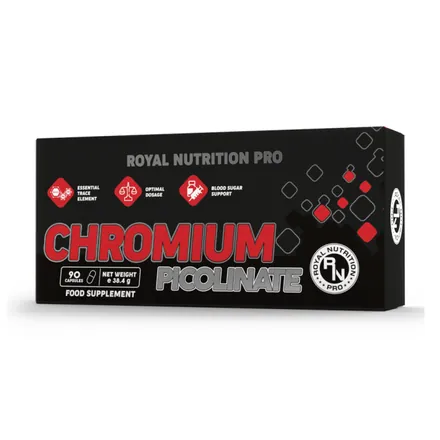 ROYAL NUTRITION PRO
ESSENTIAL
TRACE
ELEMENT
OPTIMAL
DOSAGE
BLOOD SUGAR
SUPPORT
CHROMIUM
PICOLINATE
90
CAPSULES
NET WEIGHT
e 38.4 g
FOOD SUPPLEMENT
ROYAL NUTRITION
RN
PRO